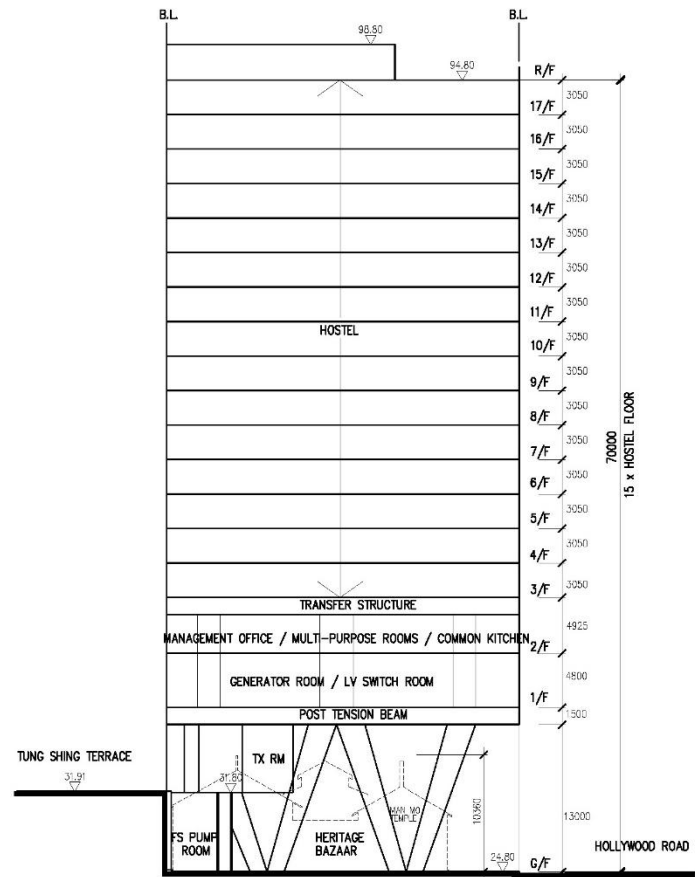 B.L.
B.L.
98.60
94.80
R/F
3050
17/F
3050
16/F
3050
15/F
3050
14/F
3050
13/F
3050
12/F
3050
11/F
HOSTEL
3050
10/F
3050
9/F
3050
8/F
3050
7/F
3050
6/F
3050
5/F
3050
4/F
3050
3/F
70000
15 x HOSTEL FLOOR
TRANSFER STRUCTURE
4925
MANAGEMENT OFFICE / MULTI-PURPOSE ROOMS / COMMON KITCHEN
2/F
GENERATOR ROOM / LV SWITCH ROOM
4800
1/F
POST TENSION BEAM
1500
TUNG SHING TERRACE
TX RM
31.91
31.80
MAN MO
TEMPLE
10360
13000
FS PUMP
ROOM
HERITAGE
BAZAAR
HOLLYWOOD ROAD
24.80
G/F